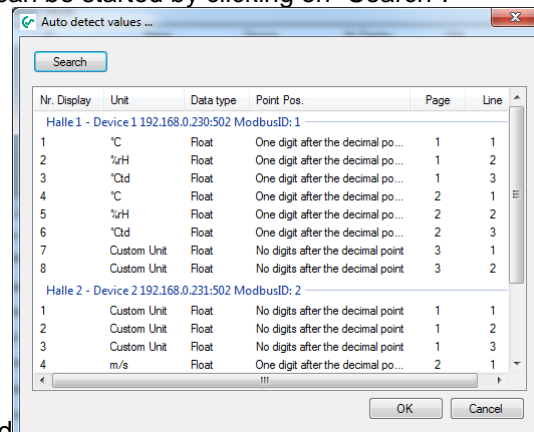 can be started by clicking on "Search".
Auto detect values ...
Search
Nr. Display Unit Data type Point Pos. Page Line
Halle 1 - Device 1 192.168.0.230:502 ModbusID: 1
1 °C Float One digit after the decimal po... 1 1
2 %rH Float One digit after the decimal po... 1 2
3 °Ctd Float One digit after the decimal po... 1 3
4 °C Float One digit after the decimal po... 2 1
5 %rH Float One digit after the decimal po... 2 2
6 °Ctd Float One digit after the decimal po... 2 3
7 Custom Unit Float No digits after the decimal point 3 1
8 Custom Unit Float No digits after the decimal point 3 2
Halle 2 - Device 2 192.168.0.231:502 ModbusID: 2
1 Custom Unit Float No digits after the decimal point 1 1
2 Custom Unit Float No digits after the decimal point 1 2
3 Custom Unit Float No digits after the decimal point 1 3
4 m/s Float One digit after the decimal po... 2 1
OK Cancel